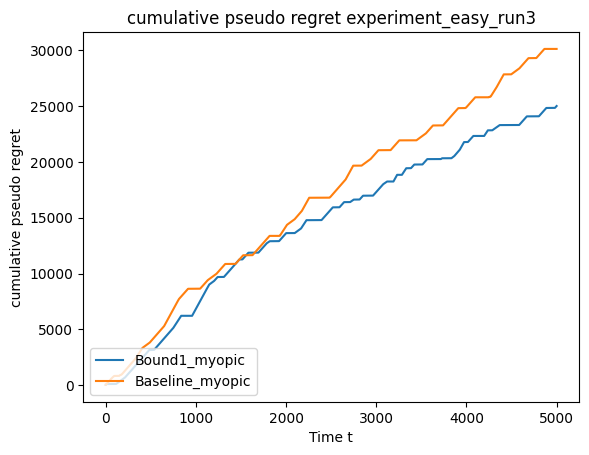 cumulative pseudo regret experiment_easy_run3
cumulative pseudo regret
30000
25000
20000
15000
10000
5000
0
Bound1_myopic
Baseline_myopic
0 1000 2000 3000 4000 5000
Time t